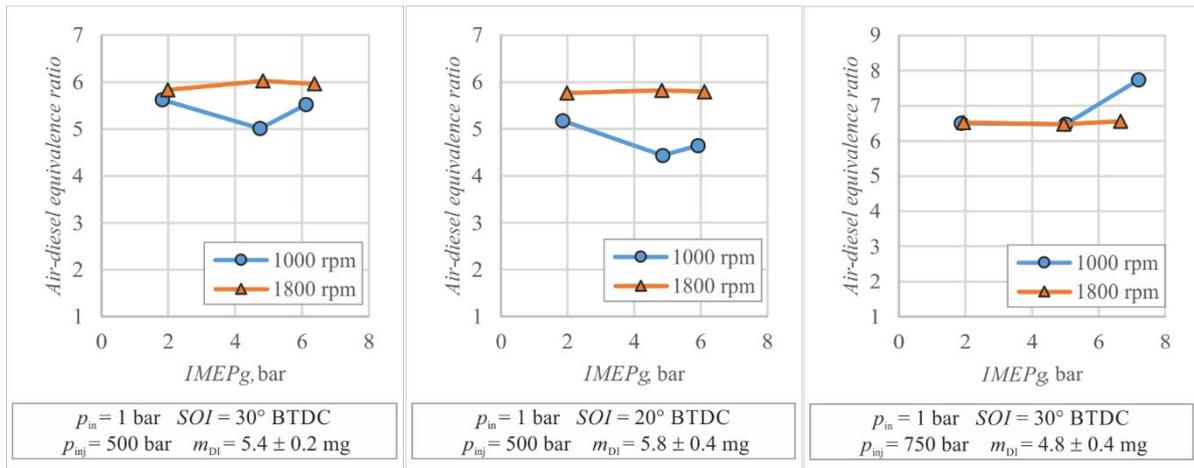 Air-diesel equivalence ratio
7
6
5
4
3
2
1
1000 rpm
1800 rpm
0 2 4 6 8
IMEPg, bar
p_in = 1 bar SOI = 30° BTDC
p_inj = 500 bar m_DI = 5.4 ± 0.2 mg
Air-diesel equivalence ratio
7
6
5
4
3
2
1
1000 rpm
1800 rpm
0 2 4 6 8
IMEPg, bar
p_in = 1 bar SOI = 20° BTDC
p_inj = 500 bar m_DI = 5.8 ± 0.4 mg
Air-diesel equivalence ratio
9
8
7
6
5
4
3
2
1
1000 rpm
1800 rpm
0 2 4 6 8
IMEPg, bar
p_in = 1 bar SOI = 30° BTDC
p_inj = 750 bar m_DI = 4.8 ± 0.4 mg